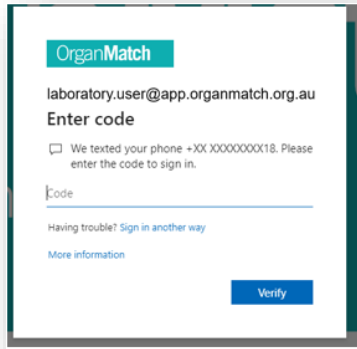 OrganMatch
laboratory.user@app.organmatch.org.au
Enter code
We texted your phone +XX XXXXXXXX18. Please
enter the code to sign in.
Code
Having trouble? Sign in another way
More information
Verify